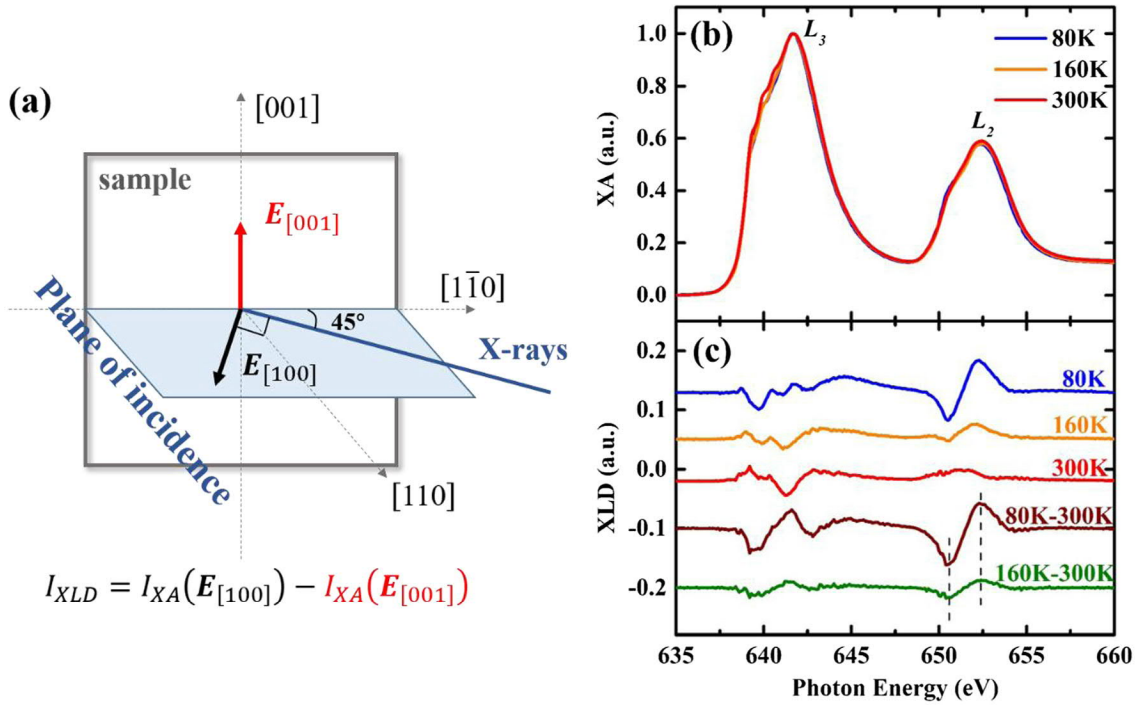 (a)
[001]
sample
E[001]
[11̅0]
45°
X-rays
E[100]
Plane of incidence
[110]
I_XLD = I_XA(E[100]) − I_XA(E[001])
(b)
L3
80K
160K
300K
L2
XA (a.u.)
1.0
0.8
0.6
0.4
0.2
0.0
(c)
80K
160K
300K
80K-300K
160K-300K
XLD (a.u.)
0.2
0.1
0.0
-0.1
-0.2
635 640 645 650 655 660
Photon Energy (eV)